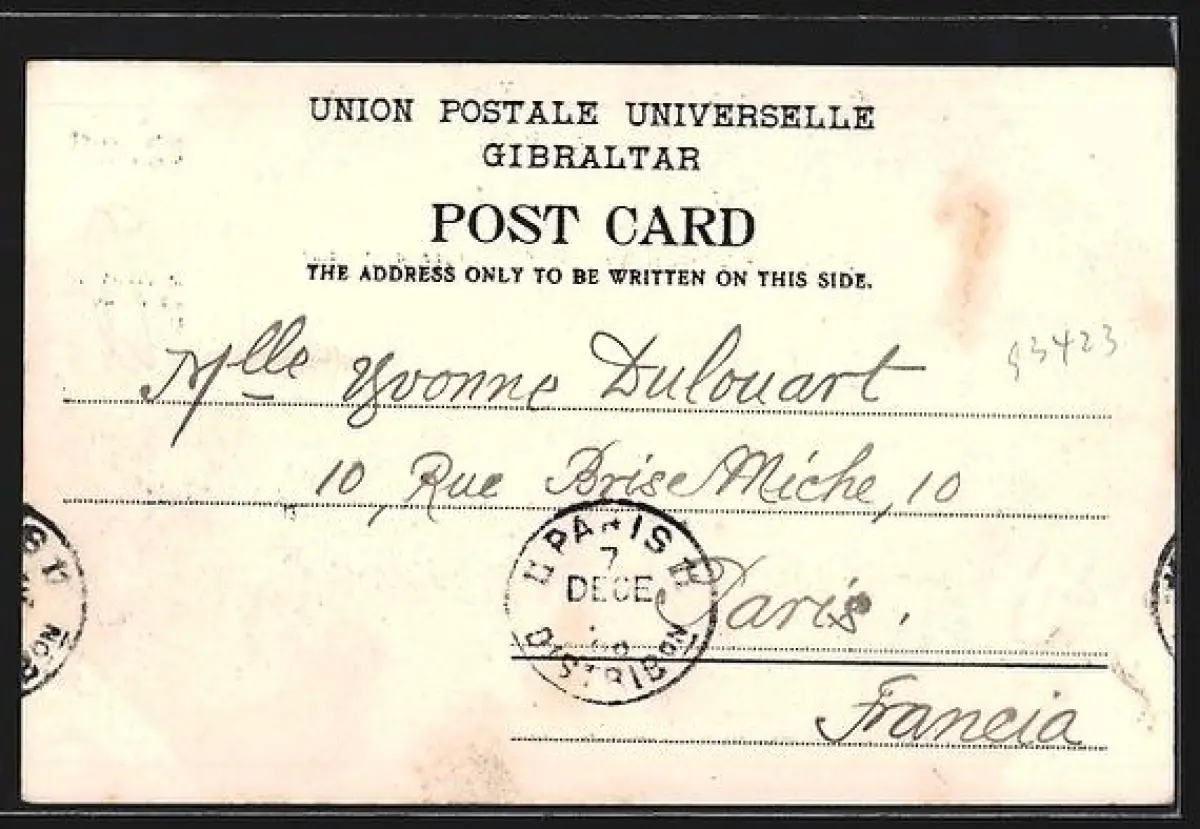 UNION POSTALE UNIVERSELLE
GIBRALTAR
POST CARD
THE ADDRESS ONLY TO BE WRITTEN ON THIS SIDE.
Mlle Yvonne Dulouart
93423
10, Rue Brise Miche, 10
PARIS
7
DECE
DISTRIBON
Paris.
Francia